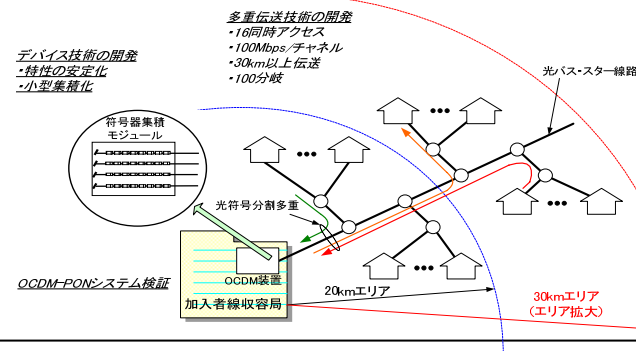 多重伝送技術の開発
・16同時アクセス
・100Mbps/チャネル
・30km以上伝送
・100分岐
デバイス技術の開発
・特性の安定化
・小型集積化
光バス・スター線路
符号器集積
モジュール
光符号分割多重
OCDM-PONシステム検証
OCDM装置
加入者線収容局
20kmエリア
30kmエリア
(エリア拡大)